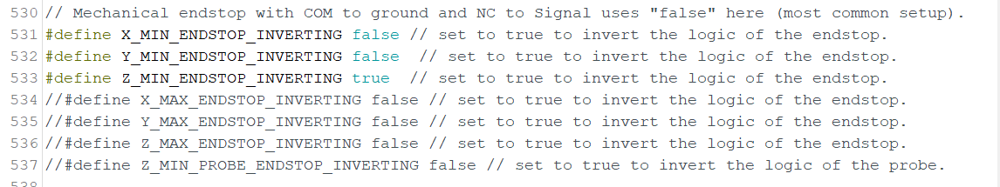 530 // Mechanical endstop with COM to ground and NC to Signal uses "false" here (most common setup).
531 #define X_MIN_ENDSTOP_INVERTING false // set to true to invert the logic of the endstop.
532 #define Y_MIN_ENDSTOP_INVERTING false  // set to true to invert the logic of the endstop.
533 #define Z_MIN_ENDSTOP_INVERTING true  // set to true to invert the logic of the endstop.
534 //#define X_MAX_ENDSTOP_INVERTING false // set to true to invert the logic of the endstop.
535 //#define Y_MAX_ENDSTOP_INVERTING false // set to true to invert the logic of the endstop.
536 //#define Z_MAX_ENDSTOP_INVERTING false // set to true to invert the logic of the endstop.
537 //#define Z_MIN_PROBE_ENDSTOP_INVERTING false // set to true to invert the logic of the probe.
538